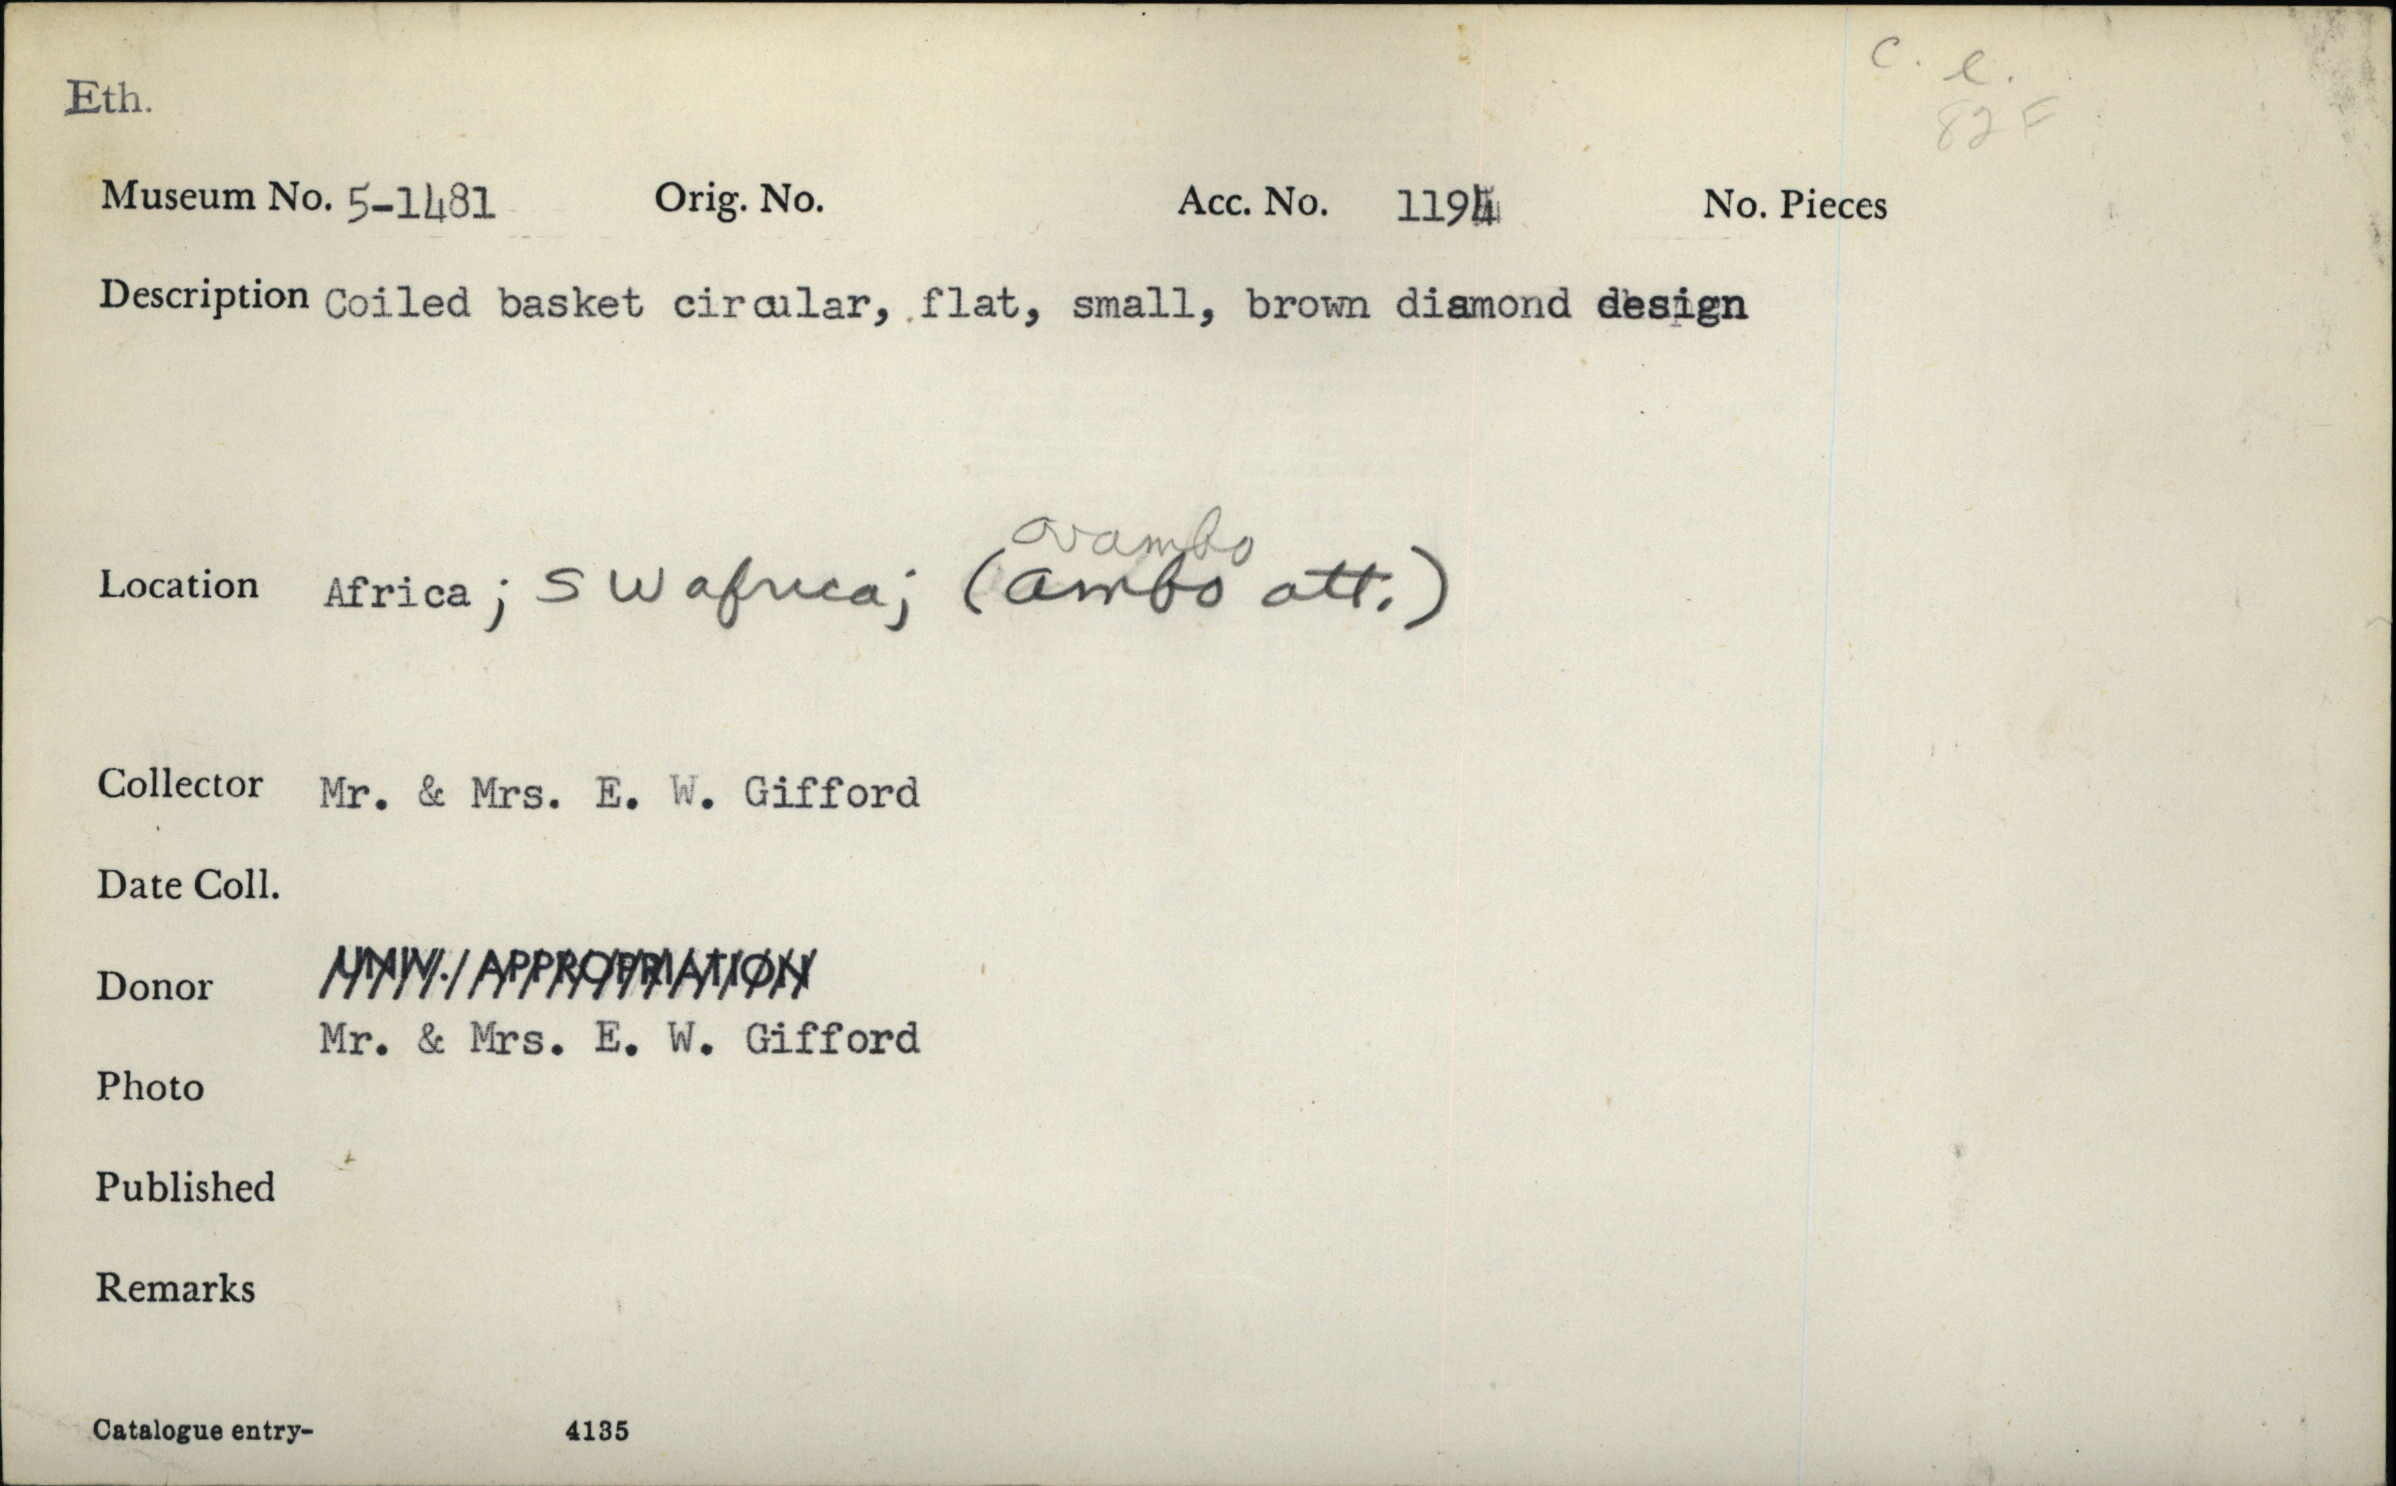 c. e.
82 F
Eth.
Museum No. 5-1481 Orig. No. Acc. No. 1194 No. Pieces
Description Coiled basket circular, flat, small, brown diamond design
ovambo
Location Africa; S W africa; (ambo att.)
Collector Mr. & Mrs. E. W. Gifford
Date Coll.
Donor UNIV. APPROPRIATION
Mr. & Mrs. E. W. Gifford
Photo
Published
Remarks
Catalogue entry- 4135